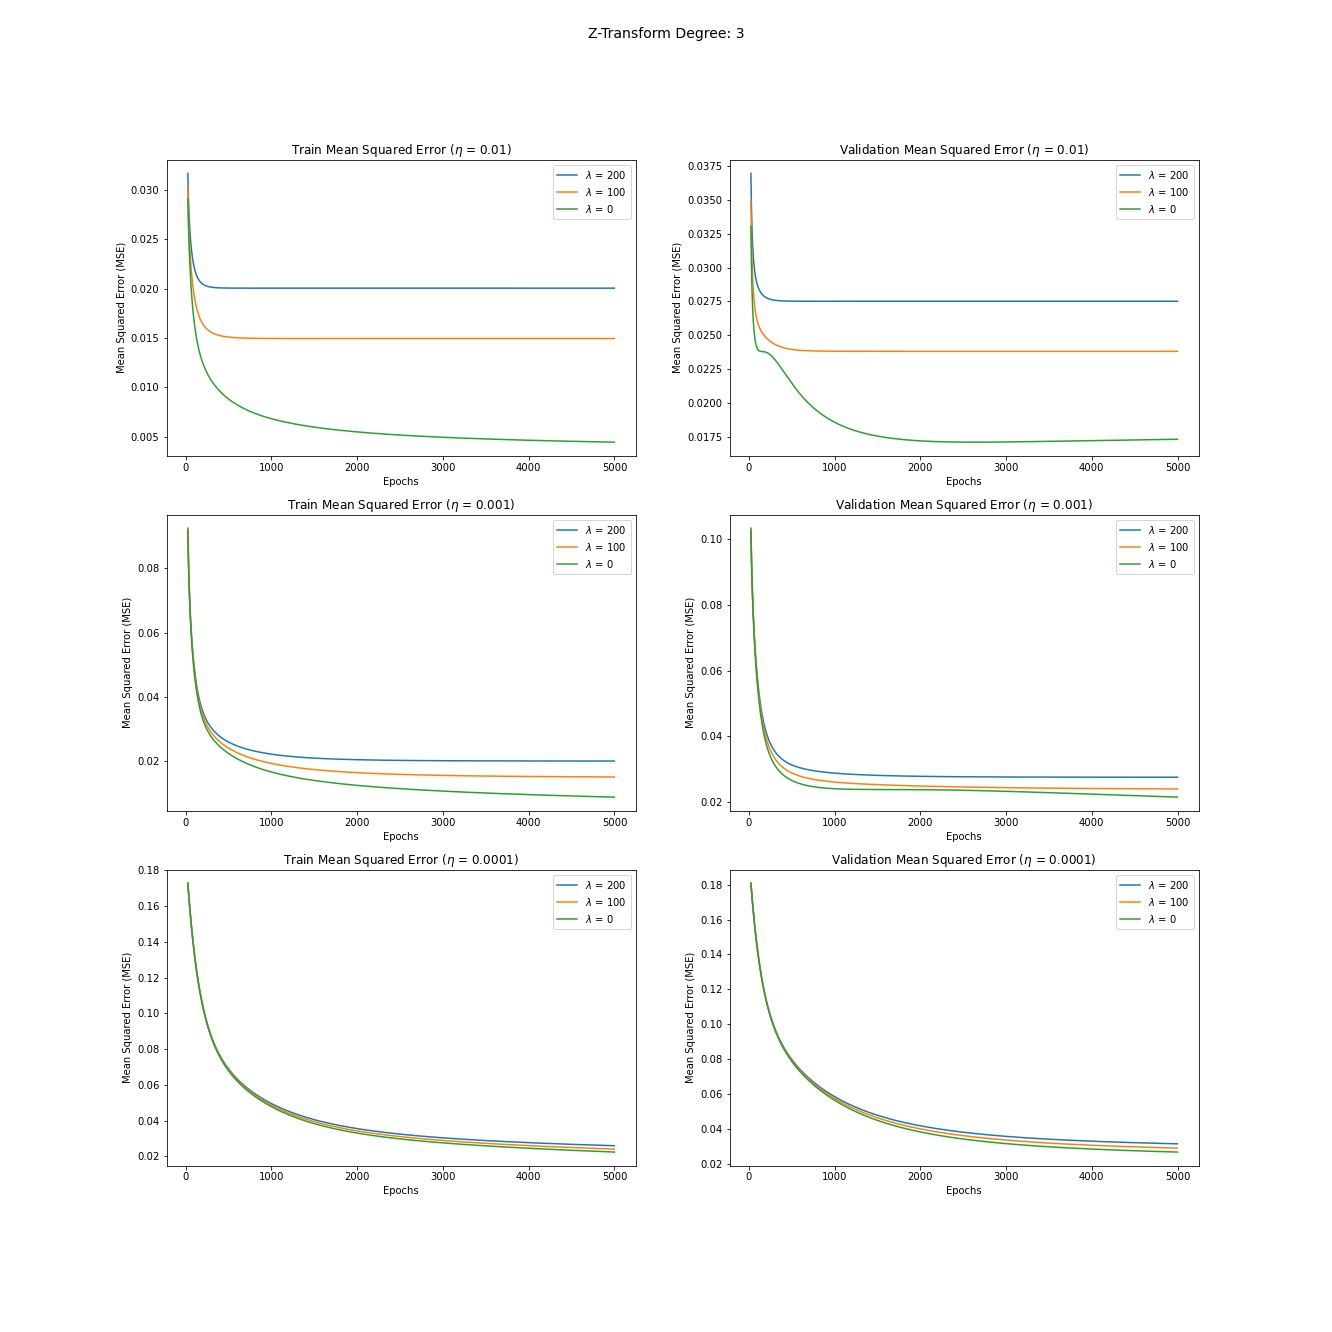 Z-Transform Degree: 3
Train Mean Squared Error (η = 0.01)
Mean Squared Error (MSE)
0.030
0.025
0.020
0.015
0.010
0.005
λ = 200
λ = 100
λ = 0
0 1000 2000 3000 4000 5000
Epochs
Validation Mean Squared Error (η = 0.01)
Mean Squared Error (MSE)
0.0375
0.0350
0.0325
0.0300
0.0275
0.0250
0.0225
0.0200
0.0175
λ = 200
λ = 100
λ = 0
0 1000 2000 3000 4000 5000
Epochs
Train Mean Squared Error (η = 0.001)
Mean Squared Error (MSE)
0.08
0.06
0.04
0.02
λ = 200
λ = 100
λ = 0
0 1000 2000 3000 4000 5000
Epochs
Validation Mean Squared Error (η = 0.001)
Mean Squared Error (MSE)
0.10
0.08
0.06
0.04
0.02
λ = 200
λ = 100
λ = 0
0 1000 2000 3000 4000 5000
Epochs
Train Mean Squared Error (η = 0.0001)
Mean Squared Error (MSE)
0.18
0.16
0.14
0.12
0.10
0.08
0.06
0.04
0.02
λ = 200
λ = 100
λ = 0
0 1000 2000 3000 4000 5000
Epochs
Validation Mean Squared Error (η = 0.0001)
Mean Squared Error (MSE)
0.18
0.16
0.14
0.12
0.10
0.08
0.06
0.04
0.02
λ = 200
λ = 100
λ = 0
0 1000 2000 3000 4000 5000
Epochs